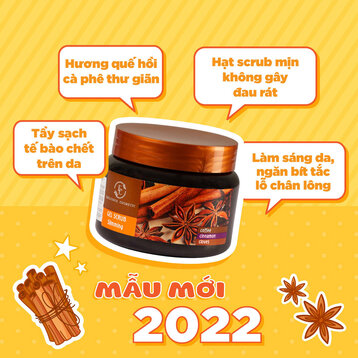 Hương quế hồi
cà phê thư giãn
Hạt scrub mịn
không gây
đau rát
Tẩy sạch
tế bào chết
trên da
Làm sáng da,
ngăn bít tắc
lỗ chân lông
GEL SCRUB
Slimming
coffee
cinnamon
cloves
MẪU MỚI
2022